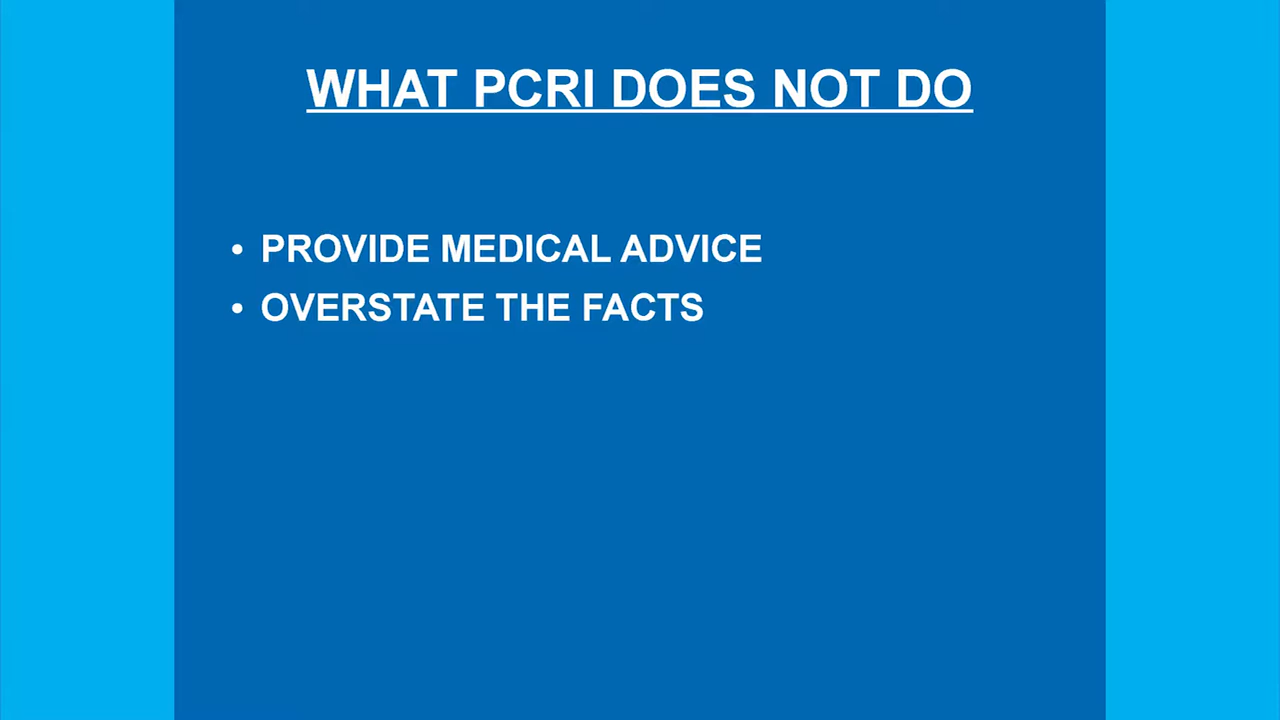 WHAT PCRI DOES NOT DO
• PROVIDE MEDICAL ADVICE
• OVERSTATE THE FACTS